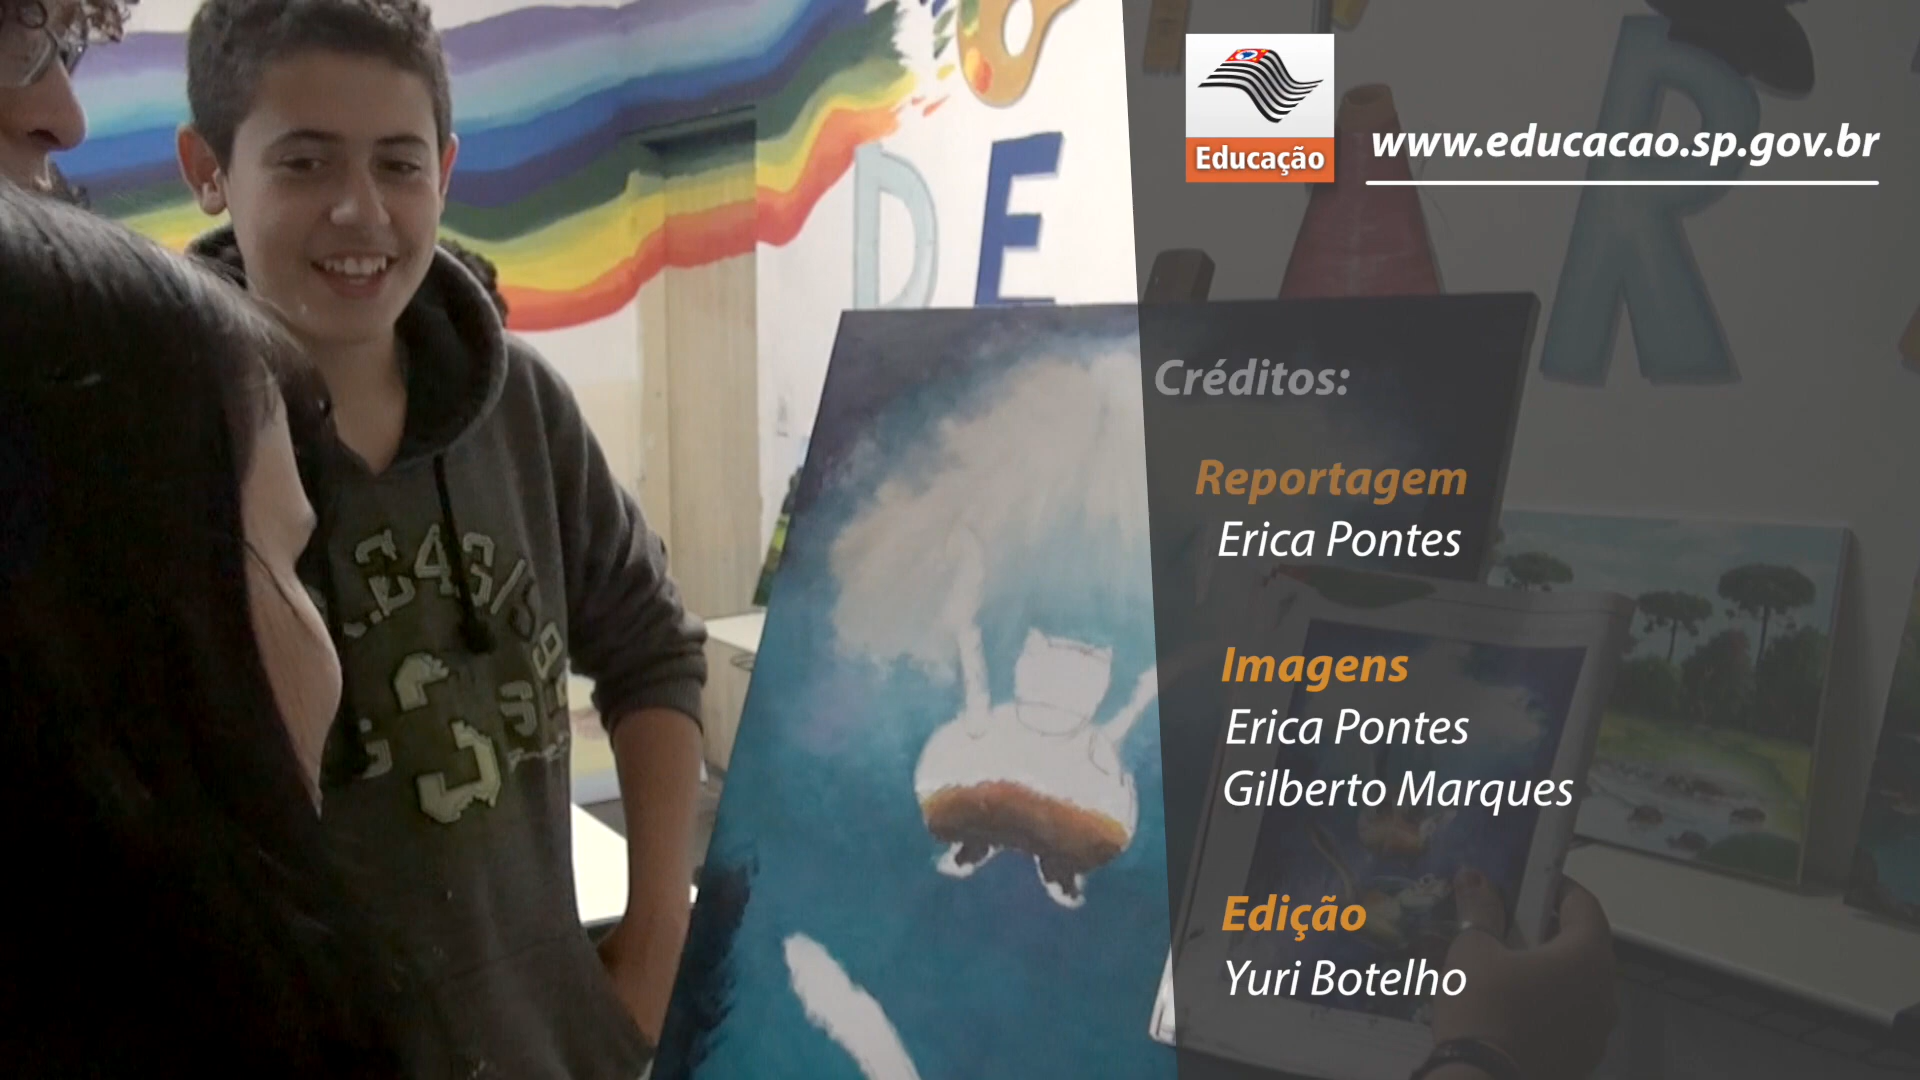 Educação
www.educacao.sp.gov.br
Créditos:
Reportagem
Erica Pontes
Imagens
Erica Pontes
Gilberto Marques
Edição
Yuri Botelho
D E
R